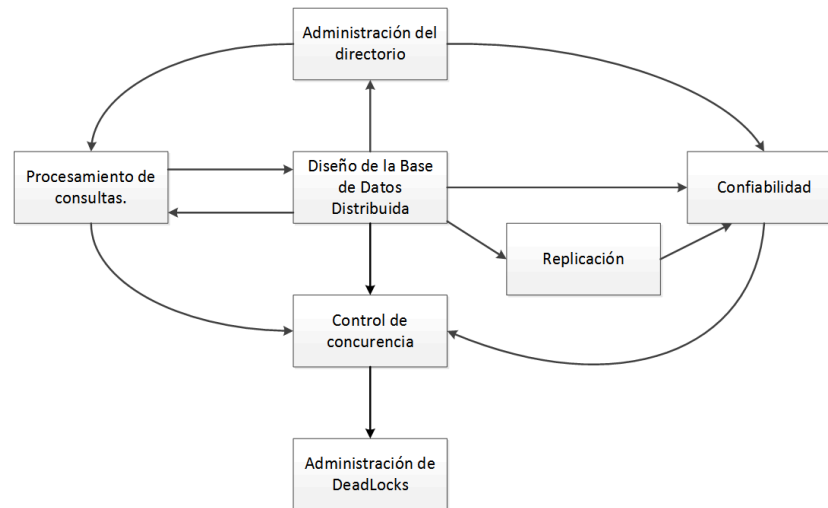 Administración del
directorio
Procesamiento de
consultas.
Diseño de la Base
de Datos
Distribuida
Confiabilidad
Replicación
Control de
concurencia
Administración de
DeadLocks